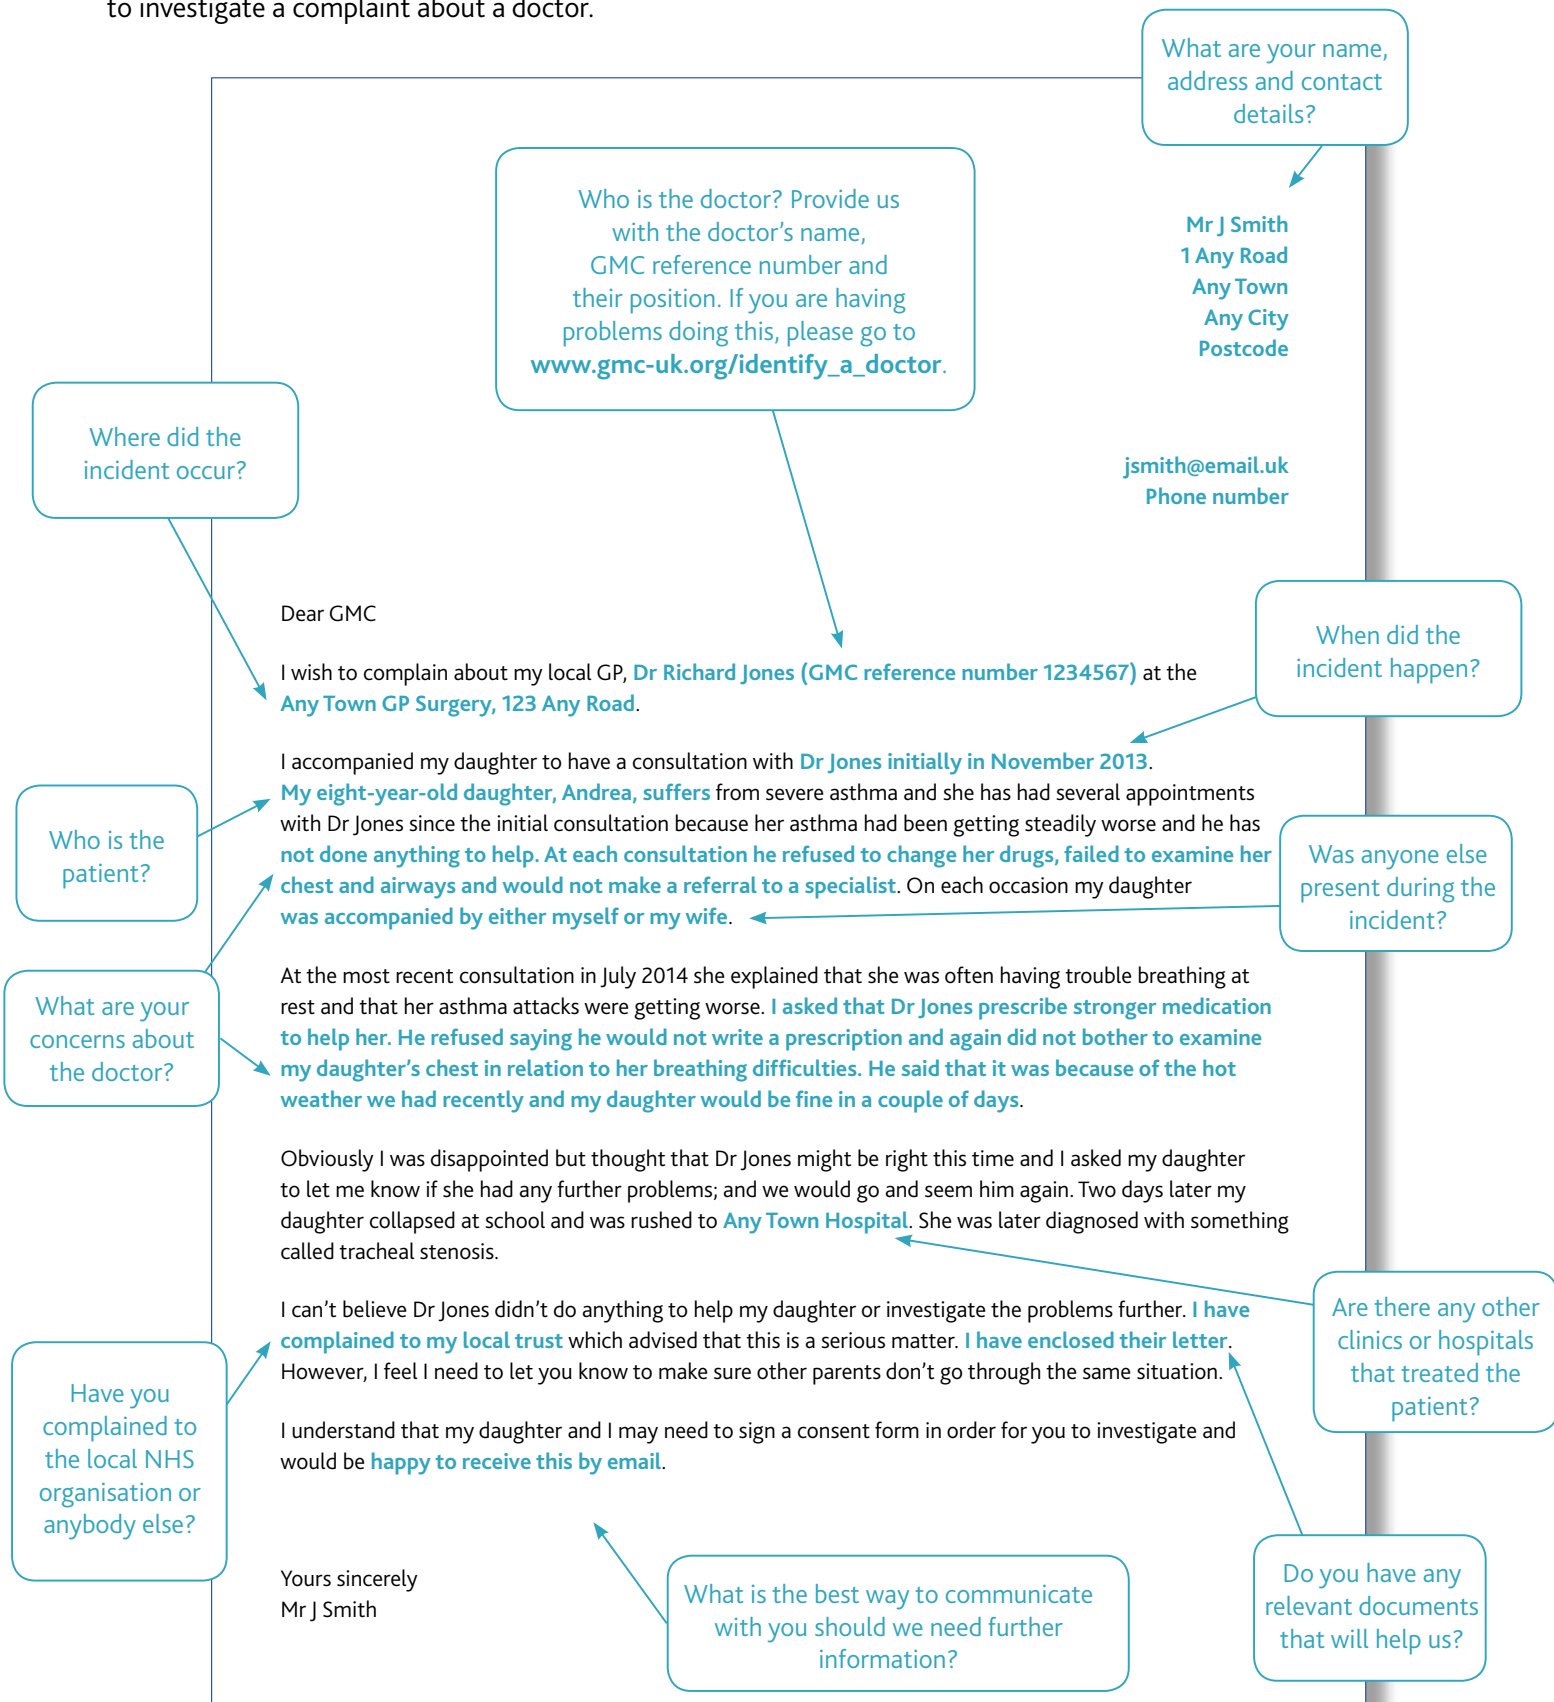 to investigate a complaint about a doctor.
What are your name,
address and contact
details?
Who is the doctor? Provide us
with the doctor's name,
GMC reference number and
their position. If you are having
problems doing this, please go to
www.gmc-uk.org/identify_a_doctor.
Mr J Smith
1 Any Road
Any Town
Any City
Postcode
Where did the
incident occur?
jsmith@email.uk
Phone number
Dear GMC
When did the
incident happen?
I wish to complain about my local GP, Dr Richard Jones (GMC reference number 1234567) at the
Any Town GP Surgery, 123 Any Road.
I accompanied my daughter to have a consultation with Dr Jones initially in November 2013.
My eight-year-old daughter, Andrea, suffers from severe asthma and she has had several appointments
with Dr Jones since the initial consultation because her asthma had been getting steadily worse and he has
not done anything to help. At each consultation he refused to change her drugs, failed to examine her
chest and airways and would not make a referral to a specialist. On each occasion my daughter
was accompanied by either myself or my wife.
Who is the
patient?
Was anyone else
present during the
incident?
At the most recent consultation in July 2014 she explained that she was often having trouble breathing at
rest and that her asthma attacks were getting worse. I asked that Dr Jones prescribe stronger medication
to help her. He refused saying he would not write a prescription and again did not bother to examine
my daughter's chest in relation to her breathing difficulties. He said that it was because of the hot
weather we had recently and my daughter would be fine in a couple of days.
What are your
concerns about
the doctor?
Obviously I was disappointed but thought that Dr Jones might be right this time and I asked my daughter
to let me know if she had any further problems; and we would go and seem him again. Two days later my
daughter collapsed at school and was rushed to Any Town Hospital. She was later diagnosed with something
called tracheal stenosis.
I can't believe Dr Jones didn't do anything to help my daughter or investigate the problems further. I have
complained to my local trust which advised that this is a serious matter. I have enclosed their letter.
However, I feel I need to let you know to make sure other parents don't go through the same situation.
Are there any other
clinics or hospitals
that treated the
patient?
Have you
complained to
the local NHS
organisation or
anybody else?
I understand that my daughter and I may need to sign a consent form in order for you to investigate and
would be happy to receive this by email.
Yours sincerely
Mr J Smith
What is the best way to communicate
with you should we need further
information?
Do you have any
relevant documents
that will help us?